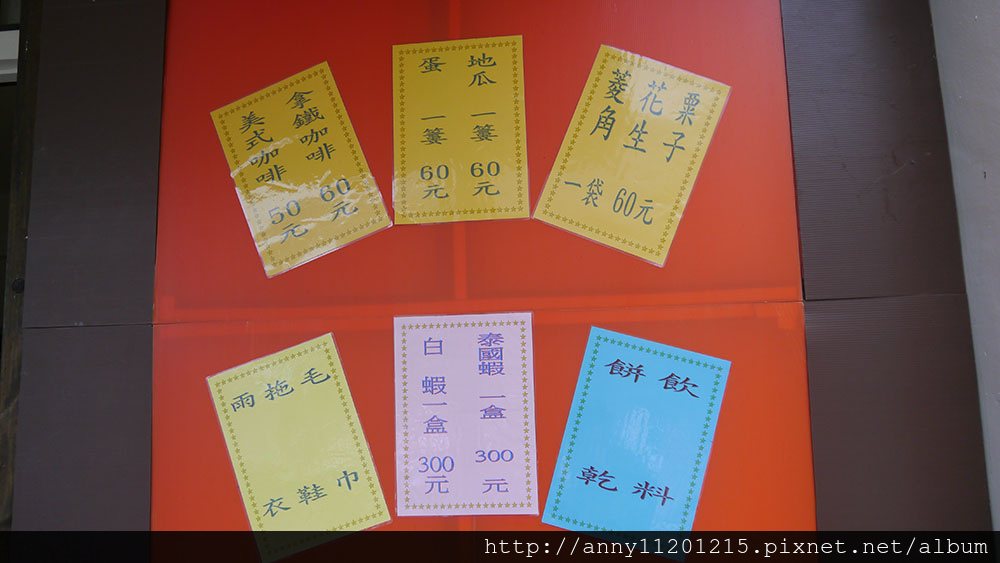 拿鐵咖啡 60元
美式咖啡 50元
地瓜 一簍 60元
蛋 一簍 60元
粟子
花生
菱角
一袋 60元
毛巾
拖鞋
雨衣
泰國蝦 一盒 300元
白蝦 一盒 300元
飲料
餅乾
http://anny11201215.pixnet.net/album